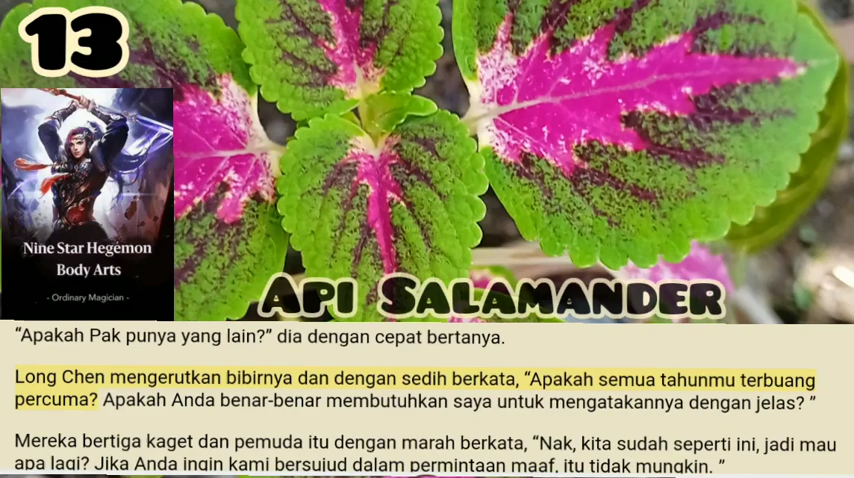 13
Nine Star Hegemon
Body Arts
- Ordinary Magician -
API SALAMANDER
“Apakah Pak punya yang lain?” dia dengan cepat bertanya.
Long Chen mengerutkan bibirnya dan dengan sedih berkata, “Apakah semua tahunmu terbuang
percuma? Apakah Anda benar-benar membutuhkan saya untuk mengatakannya dengan jelas? ”
Mereka bertiga kaget dan pemuda itu dengan marah berkata, “Nak, kita sudah seperti ini, jadi mau
apa lagi? Jika Anda ingin kami bersujud dalam permintaan maaf, itu tidak mungkin. ”